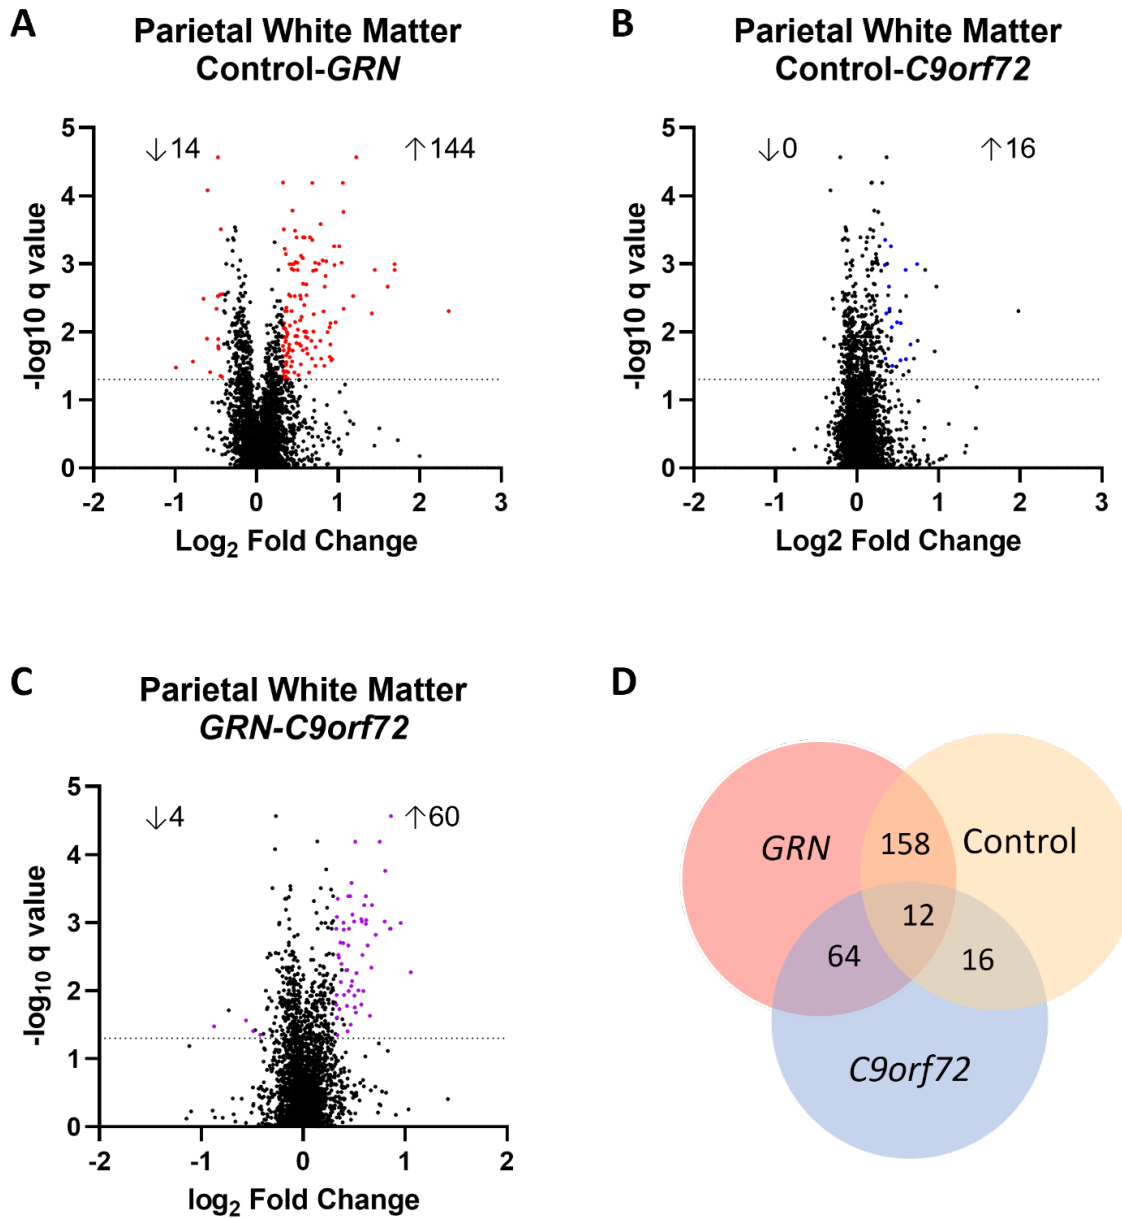 A
Parietal White Matter
Control-GRN
↓14
↑144
5
4
3
2
1
0
-log10 q value
-2
-1
0
1
2
3
Log2 Fold Change
B
Parietal White Matter
Control-C9orf72
↓0
↑16
5
4
3
2
1
0
-log10 q value
-2
-1
0
1
2
3
Log2 Fold Change
C
Parietal White Matter
GRN-C9orf72
↓4
↑60
5
4
3
2
1
0
-log10 q value
-2
-1
0
1
2
log2 Fold Change
D
GRN
158
Control
12
64
16
C9orf72